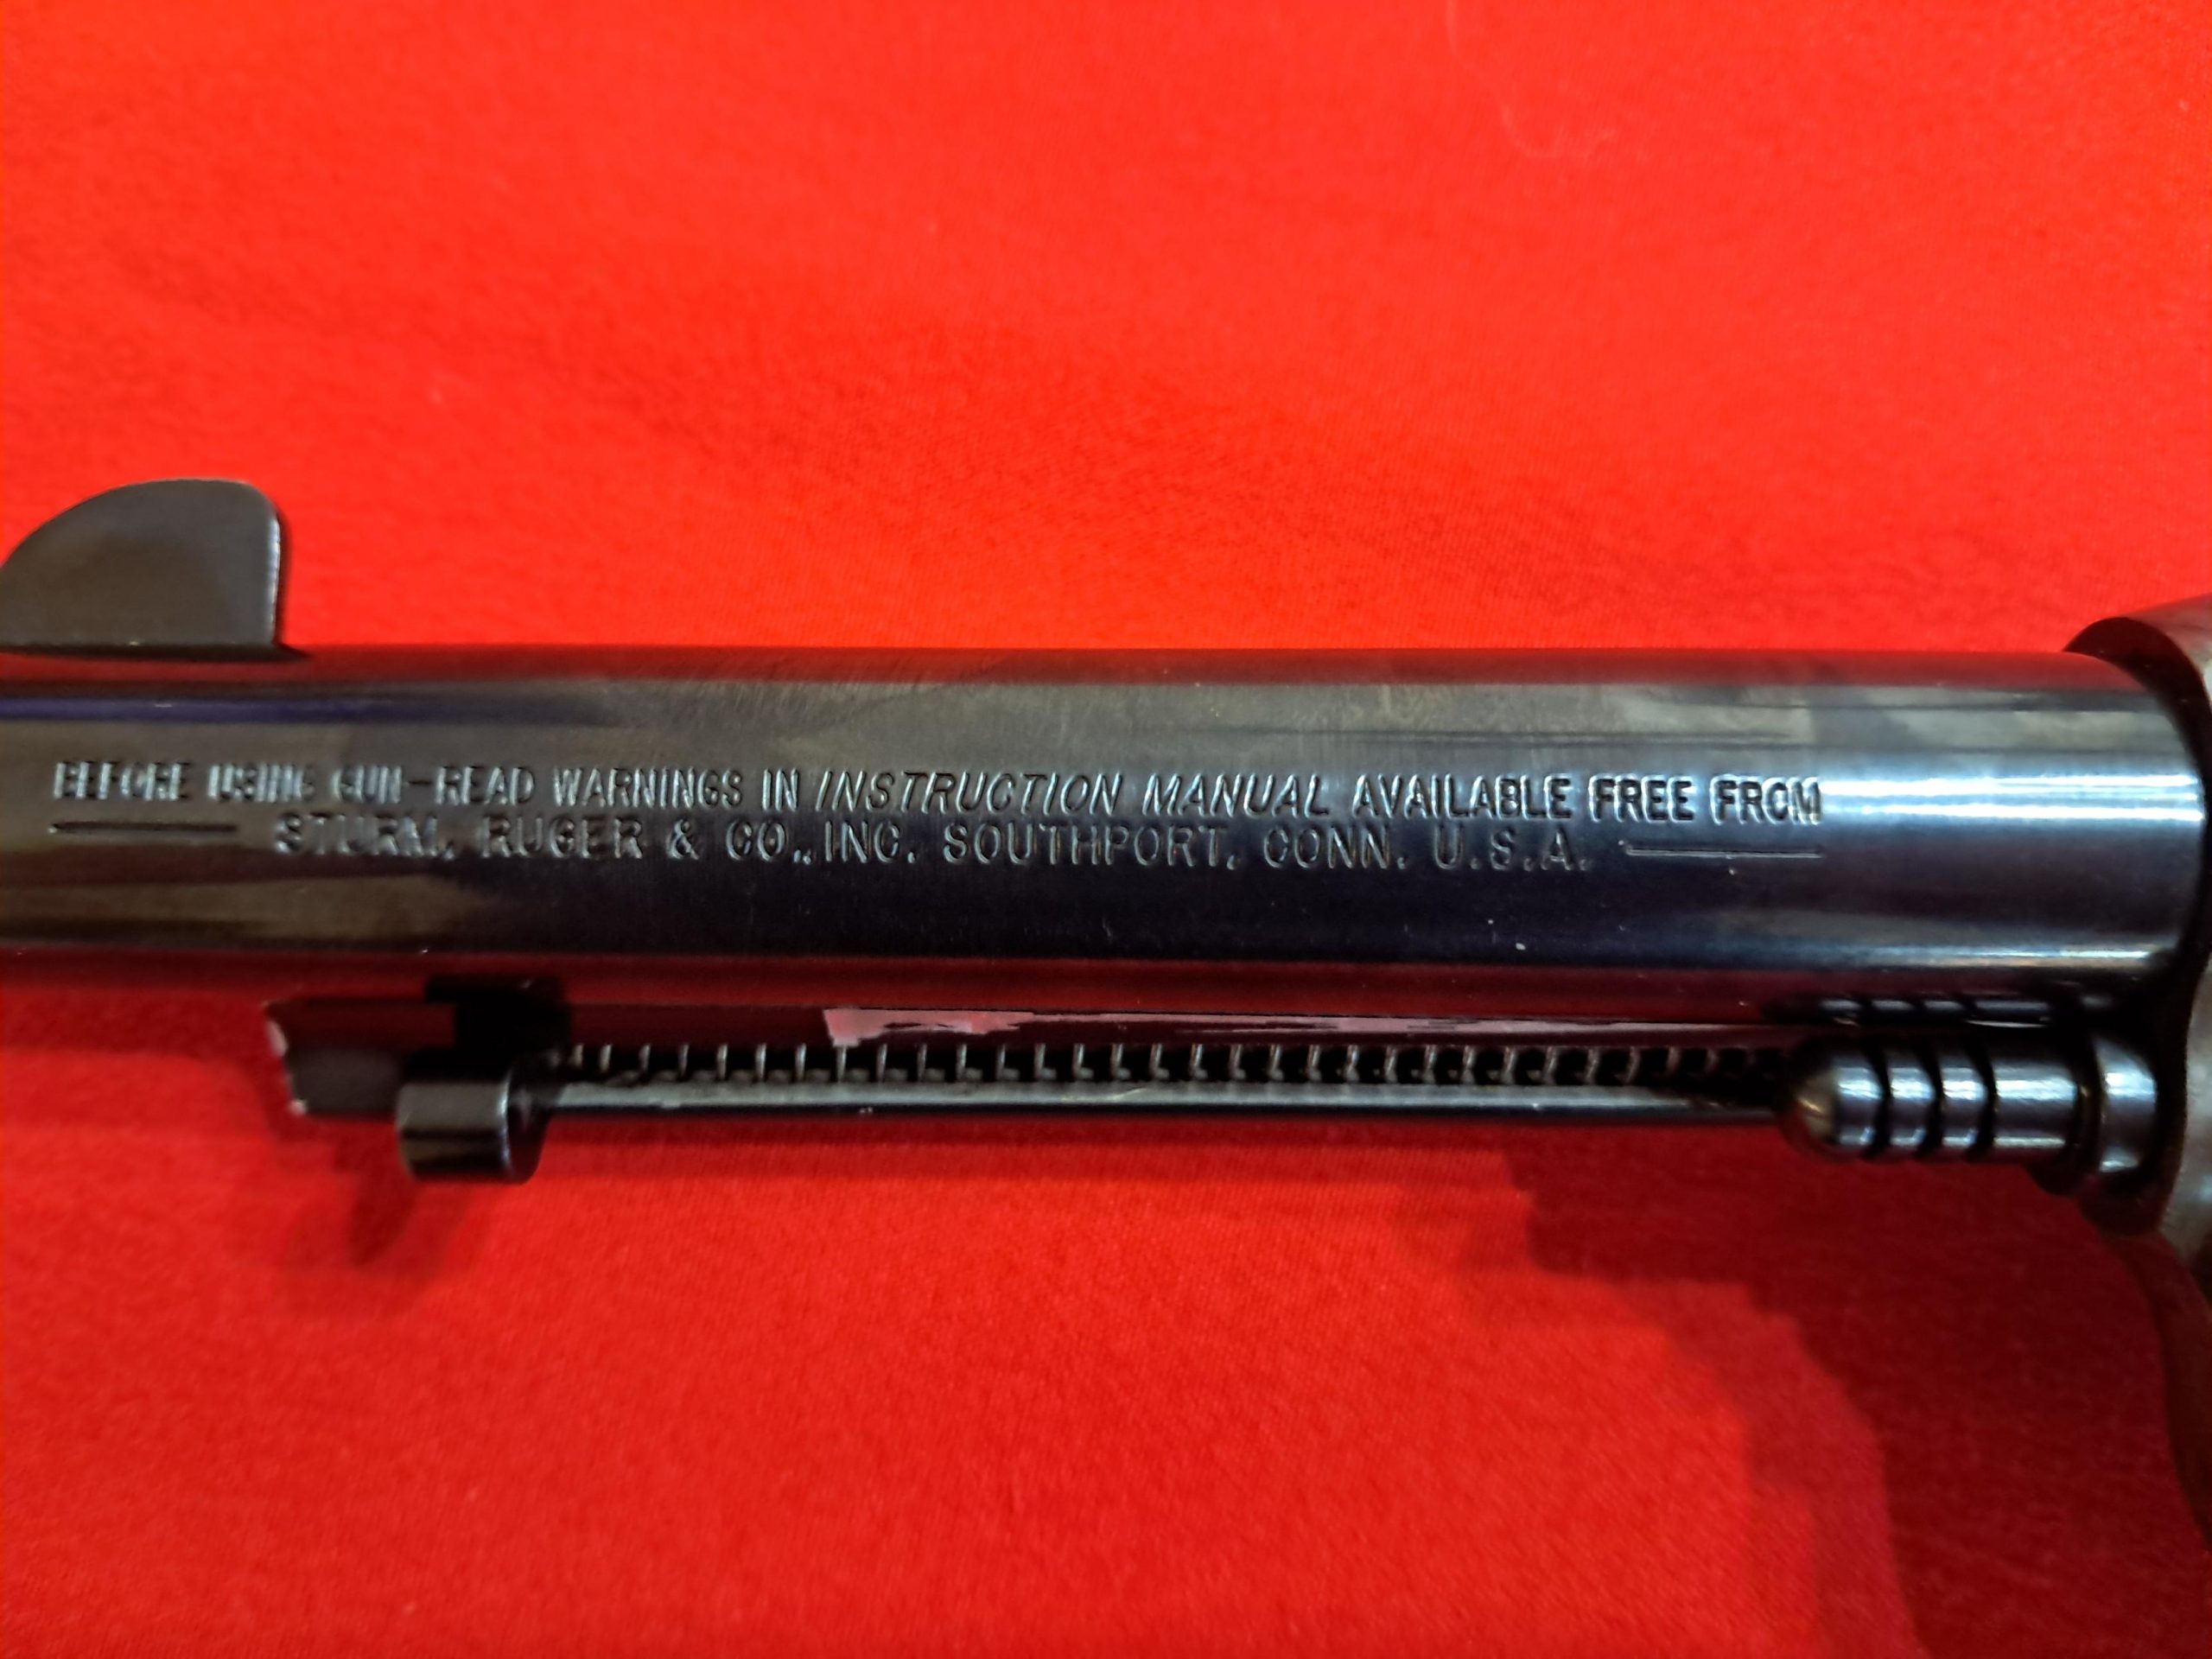 BEFORE USING GUN-READ WARNINGS IN INSTRUCTION MANUAL AVAILABLE FREE FROM
STURM, RUGER & CO., INC. SOUTHPORT, CONN. U.S.A.